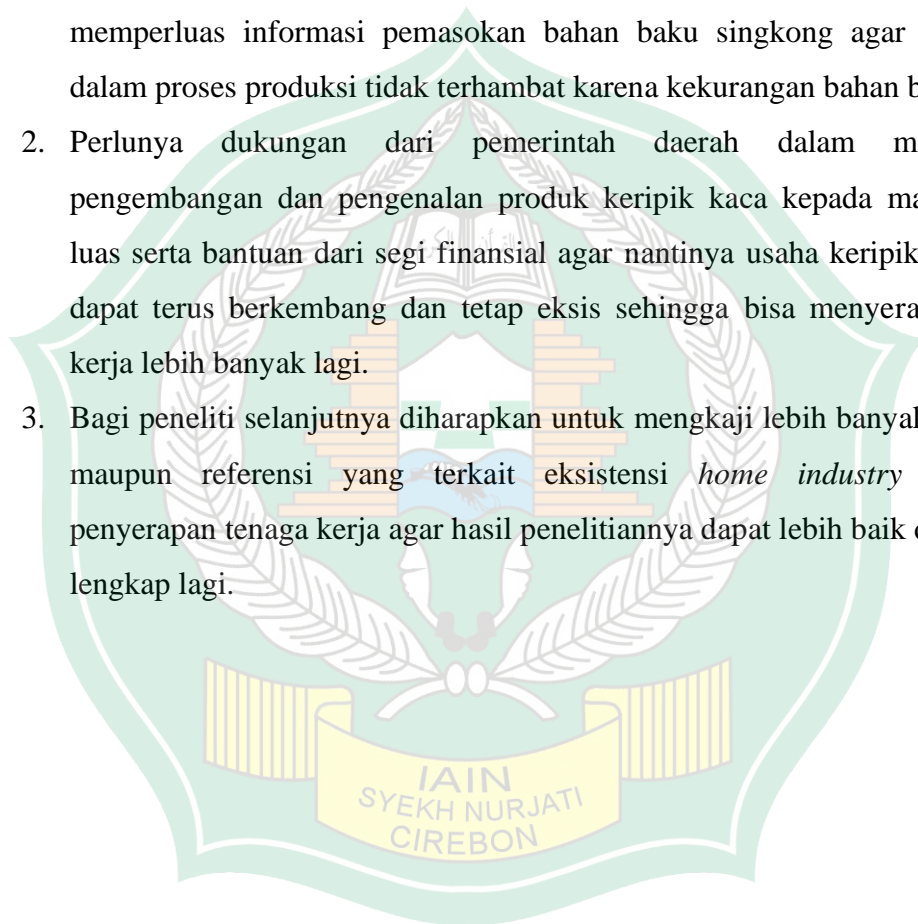 memperluas informasi pemasokan bahan baku singkong agar
dalam proses produksi tidak terhambat karena kekurangan bahan b
2. Perlunya dukungan dari pemerintah daerah dalam m
pengembangan dan pengenalan produk keripik kaca kepada ma
luas serta bantuan dari segi finansial agar nantinya usaha keripik
dapat terus berkembang dan tetap eksis sehingga bisa menyera
kerja lebih banyak lagi.
3. Bagi peneliti selanjutnya diharapkan untuk mengkaji lebih banyak
maupun referensi yang terkait eksistensi home industry
penyerapan tenaga kerja agar hasil penelitiannya dapat lebih baik
lengkap lagi.
IAIN
SYEKH NURJATI
CIREBON